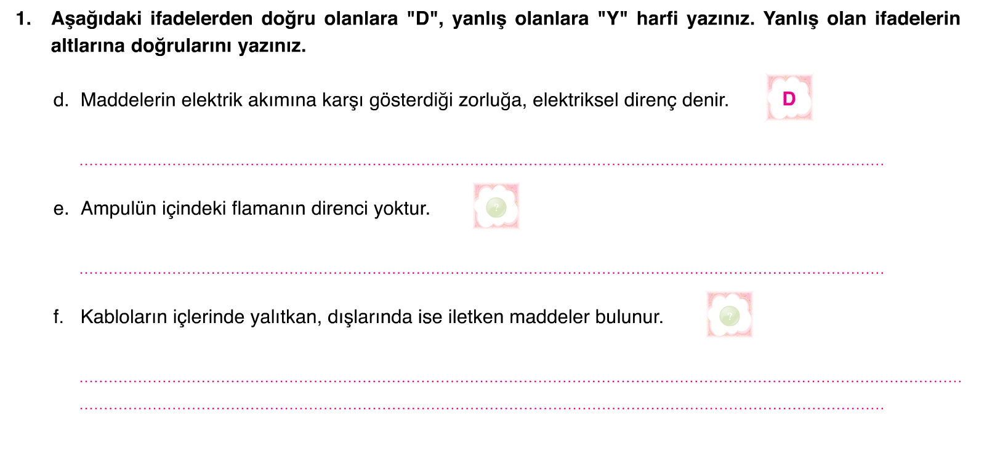 1. Aşağıdaki ifadelerden doğru olanlara "D", yanlış olanlara "Y" harfi yazınız. Yanlış olan ifadelerin
altlarına doğrularını yazınız.
d. Maddelerin elektrik akımına karşı gösterdiği zorluğa, elektriksel direnç denir. D
e. Ampulün içindeki flamanın direnci yoktur. ?
f. Kabloların içlerinde yalıtkan, dışlarında ise iletken maddeler bulunur. ?